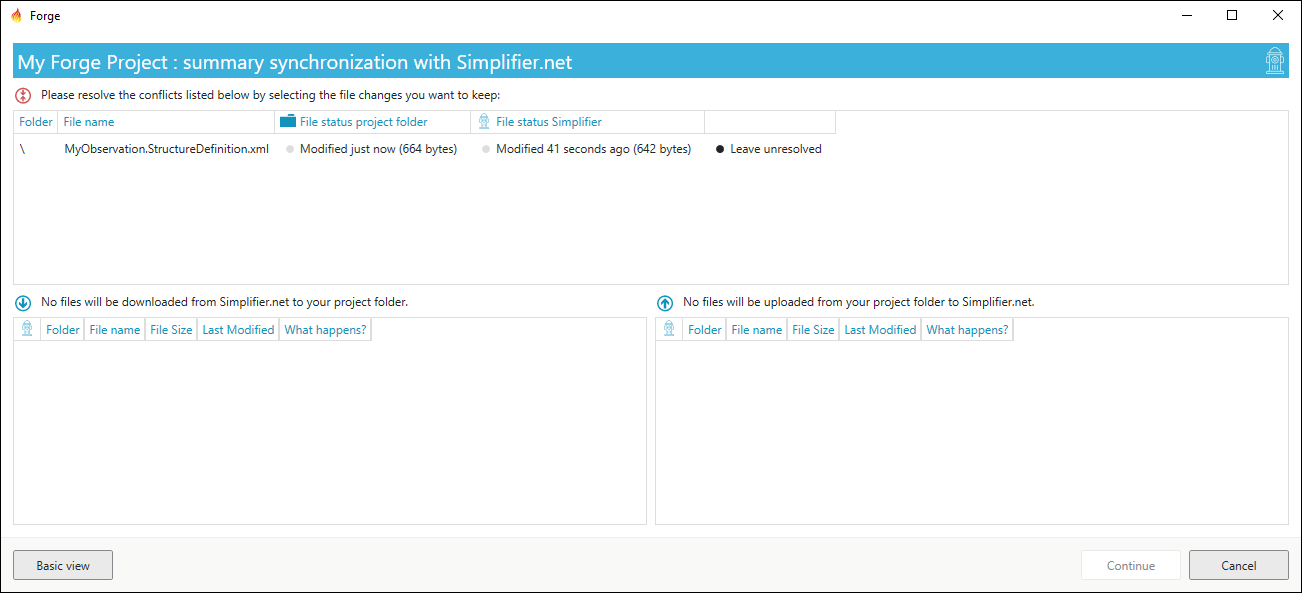 Forge
My Forge Project : summary synchronization with Simplifier.net
Please resolve the conflicts listed below by selecting the file changes you want to keep:
Folder File name File status project folder File status Simplifier
\ MyObservation.StructureDefinition.xml Modified just now (664 bytes) Modified 41 seconds ago (642 bytes) Leave unresolved
No files will be downloaded from Simplifier.net to your project folder.
Folder File name File Size Last Modified What happens?
No files will be uploaded from your project folder to Simplifier.net.
Folder File name File Size Last Modified What happens?
Basic view Continue Cancel